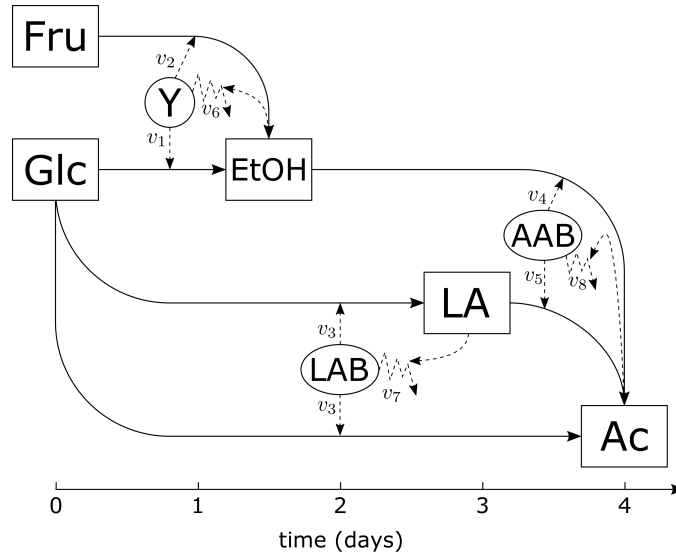 Fru
v2
Y
v6
v1
Glc
EtOH
v4
AAB
v5
v8
LA
v3
LAB
v7
v3
Ac
0 1 2 3 4
time (days)